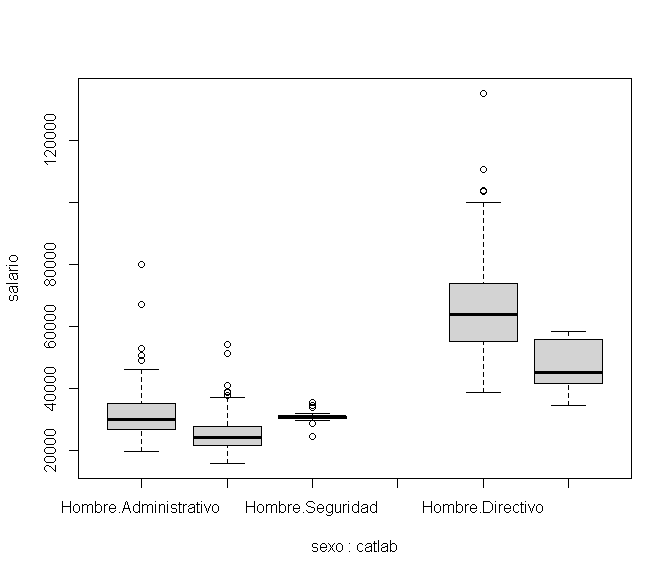 120000
80000
60000
40000
20000
salario
Hombre.Administrativo Hombre.Seguridad Hombre.Directivo
sexo : catlab